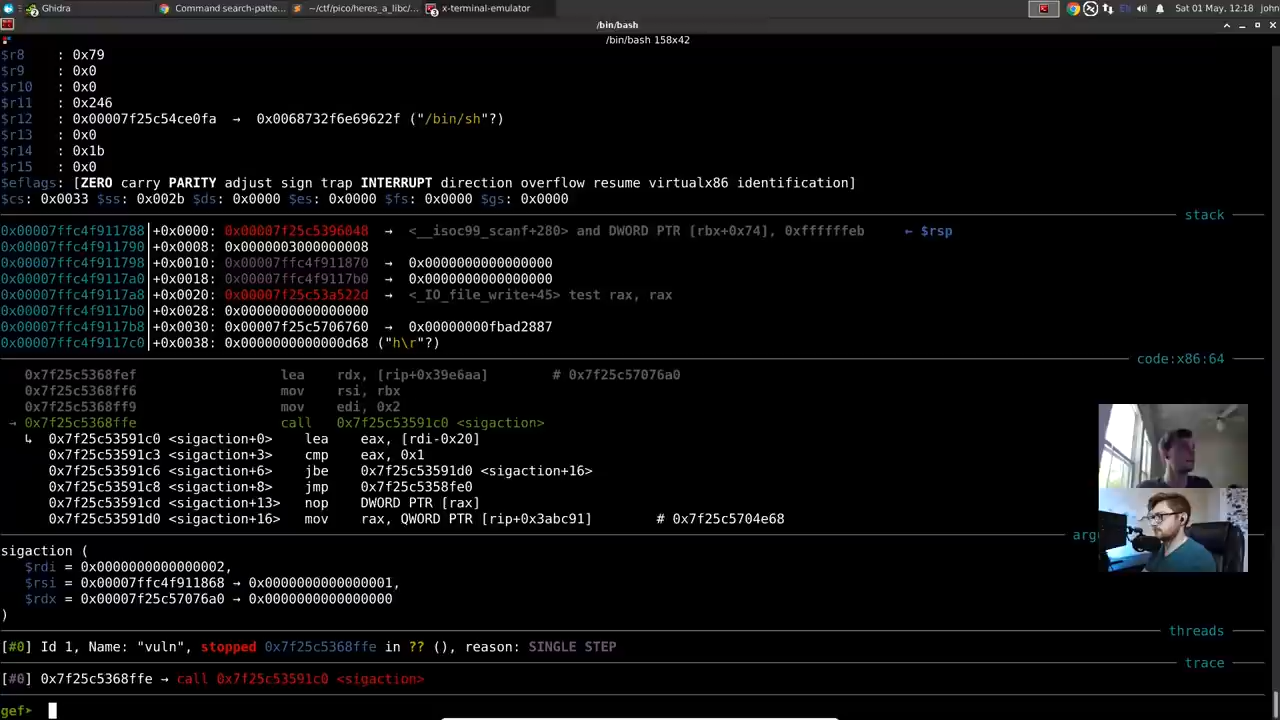 Ghidra
Command search-patte...
~/ctf/pico/heres_a_libc/...
x-terminal-emulator
Sat 01 May, 12:18 john
/bin/bash
/bin/bash 158x42
$r8 : 0x79
$r9 : 0x0
$r10 : 0x0
$r11 : 0x246
$r12 : 0x00007f25c54ce0fa → 0x0068732f6e69622f ("/bin/sh"?)
$r13 : 0x0
$r14 : 0x1b
$r15 : 0x0
$eflags: [ZERO carry PARITY adjust sign trap INTERRUPT direction overflow resume virtualx86 identification]
$cs: 0x0033 $ss: 0x002b $ds: 0x0000 $es: 0x0000 $fs: 0x0000 $gs: 0x0000
stack
0x00007ffc4f911788│+0x0000: 0x00007f25c5396048 → <__isoc99_scanf+280> and DWORD PTR [rbx+0x74], 0xffffffeb ← $rsp
0x00007ffc4f911790│+0x0008: 0x0000003000000008
0x00007ffc4f911798│+0x0010: 0x00007ffc4f911870 → 0x0000000000000000
0x00007ffc4f9117a0│+0x0018: 0x00007ffc4f9117b0 → 0x0000000000000000
0x00007ffc4f9117a8│+0x0020: 0x00007f25c53a522d → <_IO_file_write+45> test rax, rax
0x00007ffc4f9117b0│+0x0028: 0x0000000000000000
0x00007ffc4f9117b8│+0x0030: 0x00007f25c5706760 → 0x00000000fbad2887
0x00007ffc4f9117c0│+0x0038: 0x0000000000000d68 ("h\r"?)
code:x86:64
0x7f25c5368fef lea rdx, [rip+0x39e6aa] # 0x7f25c57076a0
0x7f25c5368ff6 mov rsi, rbx
0x7f25c5368ff9 mov edi, 0x2
→ 0x7f25c5368ffe call 0x7f25c53591c0 <sigaction>
↳ 0x7f25c53591c0 <sigaction+0> lea eax, [rdi-0x20]
0x7f25c53591c3 <sigaction+3> cmp eax, 0x1
0x7f25c53591c6 <sigaction+6> jbe 0x7f25c53591d0 <sigaction+16>
0x7f25c53591c8 <sigaction+8> jmp 0x7f25c5358fe0
0x7f25c53591cd <sigaction+13> nop DWORD PTR [rax]
0x7f25c53591d0 <sigaction+16> mov rax, QWORD PTR [rip+0x3abc91] # 0x7f25c5704e68
sigaction (
$rdi = 0x0000000000000002,
$rsi = 0x00007ffc4f911868 → 0x0000000000000001,
$rdx = 0x00007f25c57076a0 → 0x0000000000000000
)
threads
[#0] Id 1, Name: "vuln", stopped 0x7f25c5368ffe in ?? (), reason: SINGLE STEP
trace
[#0] 0x7f25c5368ffe → call 0x7f25c53591c0 <sigaction>
gef➤